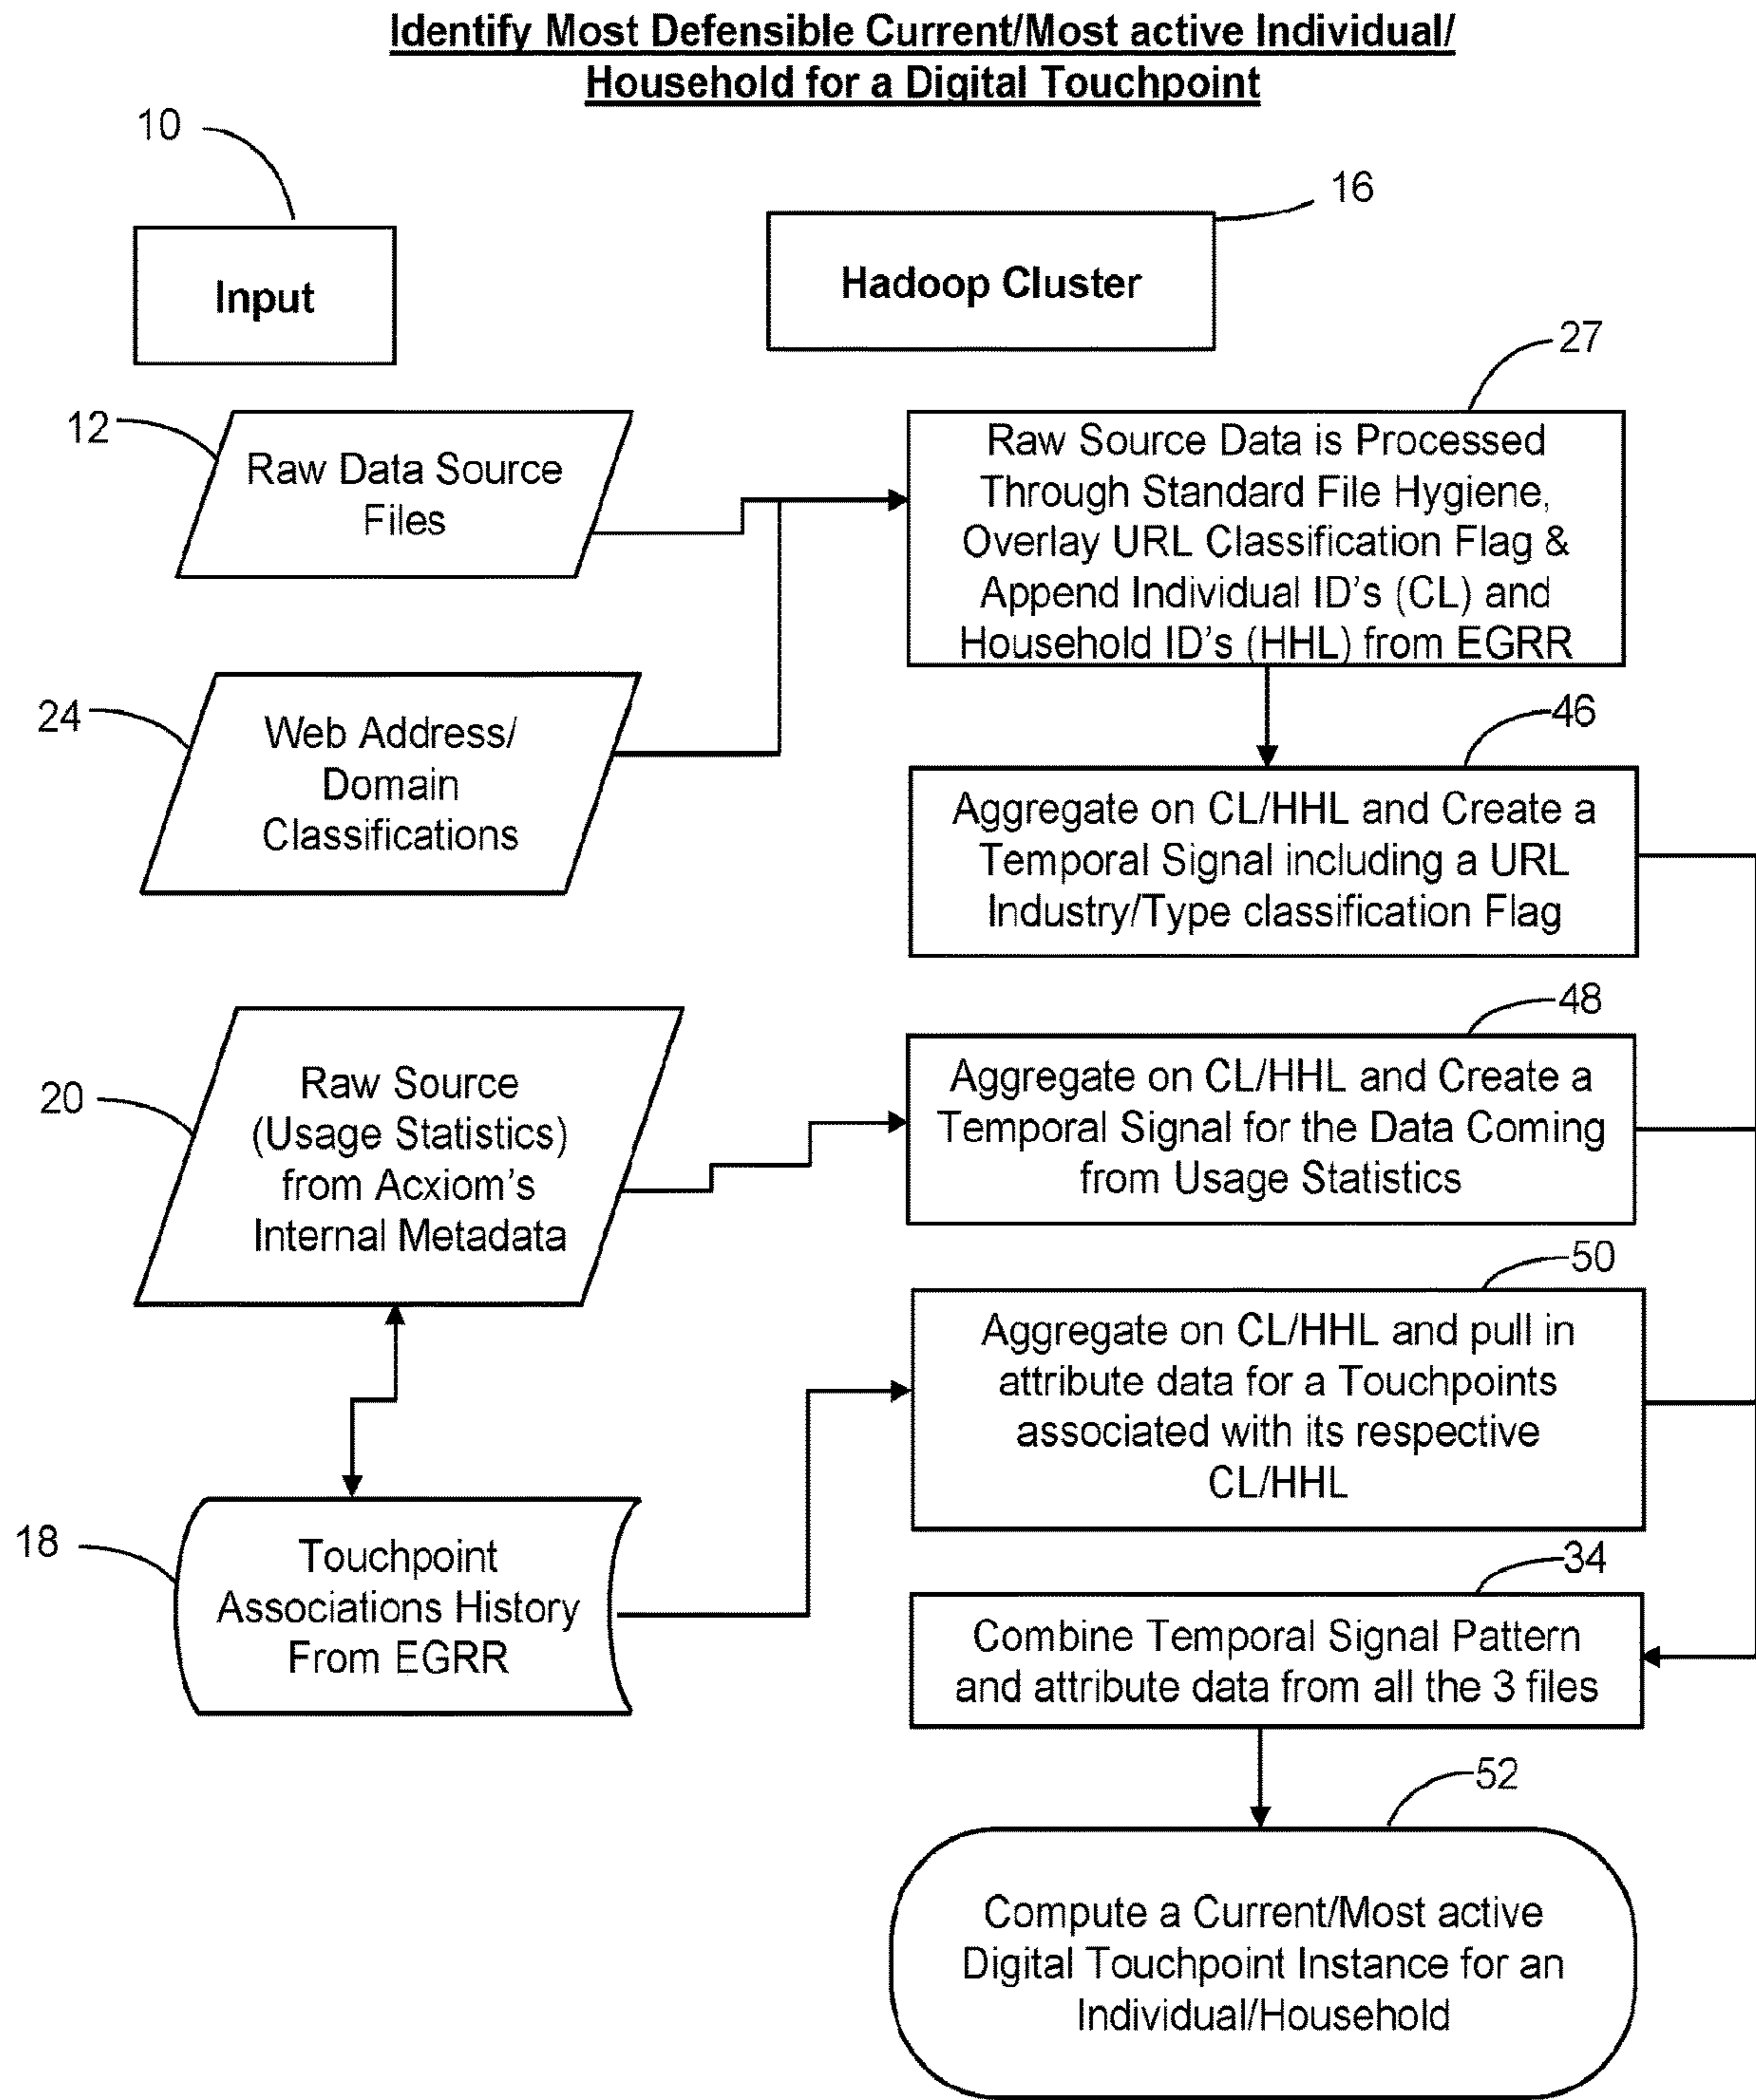 Identify Most Defensible Current/Most active Individual/
Household for a Digital Touchpoint
10
Input
16
Hadoop Cluster
12
Raw Data Source
Files
27
Raw Source Data is Processed
Through Standard File Hygiene,
Overlay URL Classification Flag &
Append Individual ID's (CL) and
Household ID's (HHL) from EGRR
24
Web Address/
Domain
Classifications
46
Aggregate on CL/HHL and Create a
Temporal Signal including a URL
Industry/Type classification Flag
20
Raw Source
(Usage Statistics)
from Acxiom's
Internal Metadata
48
Aggregate on CL/HHL and Create a
Temporal Signal for the Data Coming
from Usage Statistics
50
Aggregate on CL/HHL and pull in
attribute data for a Touchpoints
associated with its respective
CL/HHL
18
Touchpoint
Associations History
From EGRR
34
Combine Temporal Signal Pattern
and attribute data from all the 3 files
52
Compute a Current/Most active
Digital Touchpoint Instance for an
Individual/Household